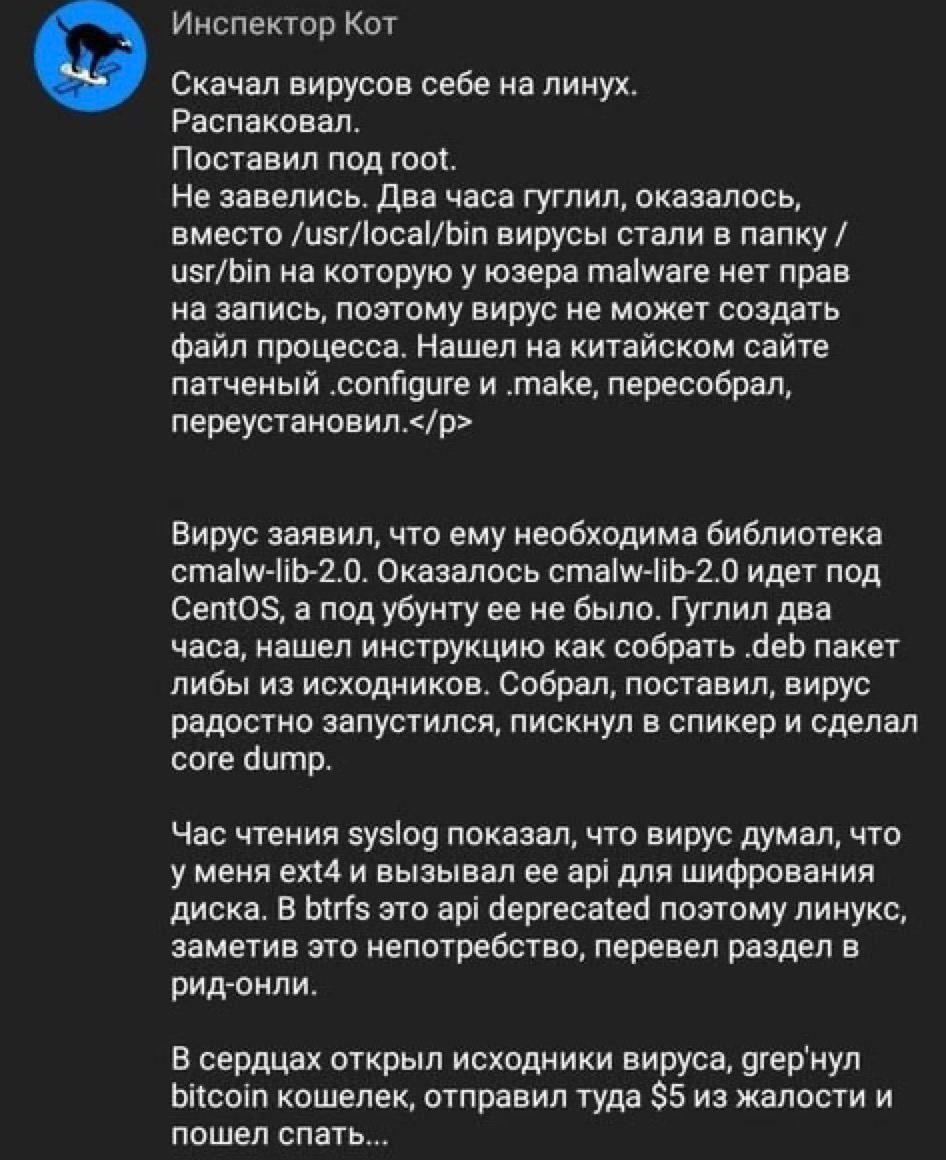 Инспектор Кот
Скачал вирусов себе на линух.
Распаковал.
Поставил под root.
Не завелись. Два часа гуглил, оказалось,
вместо /usr/local/bin вирусы стали в папку /
usr/bin на которую у юзера malware нет прав
на запись, поэтому вирус не может создать
файл процесса. Нашел на китайском сайте
патченый .configure и .make, пересобрал,
переустановил.</p>
Вирус заявил, что ему необходима библиотека
cmalw-lib-2.0. Оказалось cmalw-lib-2.0 идет под
CentOS, а под убунту ее не было. Гуглил два
часа, нашел инструкцию как собрать .deb пакет
либы из исходников. Собрал, поставил, вирус
радостно запустился, пискнул в спикер и сделал
core dump.
Час чтения syslog показал, что вирус думал, что
у меня ext4 и вызывал ее api для шифрования
диска. В btrfs это api deprecated поэтому линукс,
заметив это непотребство, перевел раздел в
рид-онли.
В сердцах открыл исходники вируса, grep'нул
bitcoin кошелек, отправил туда $5 из жалости и
пошел спать...